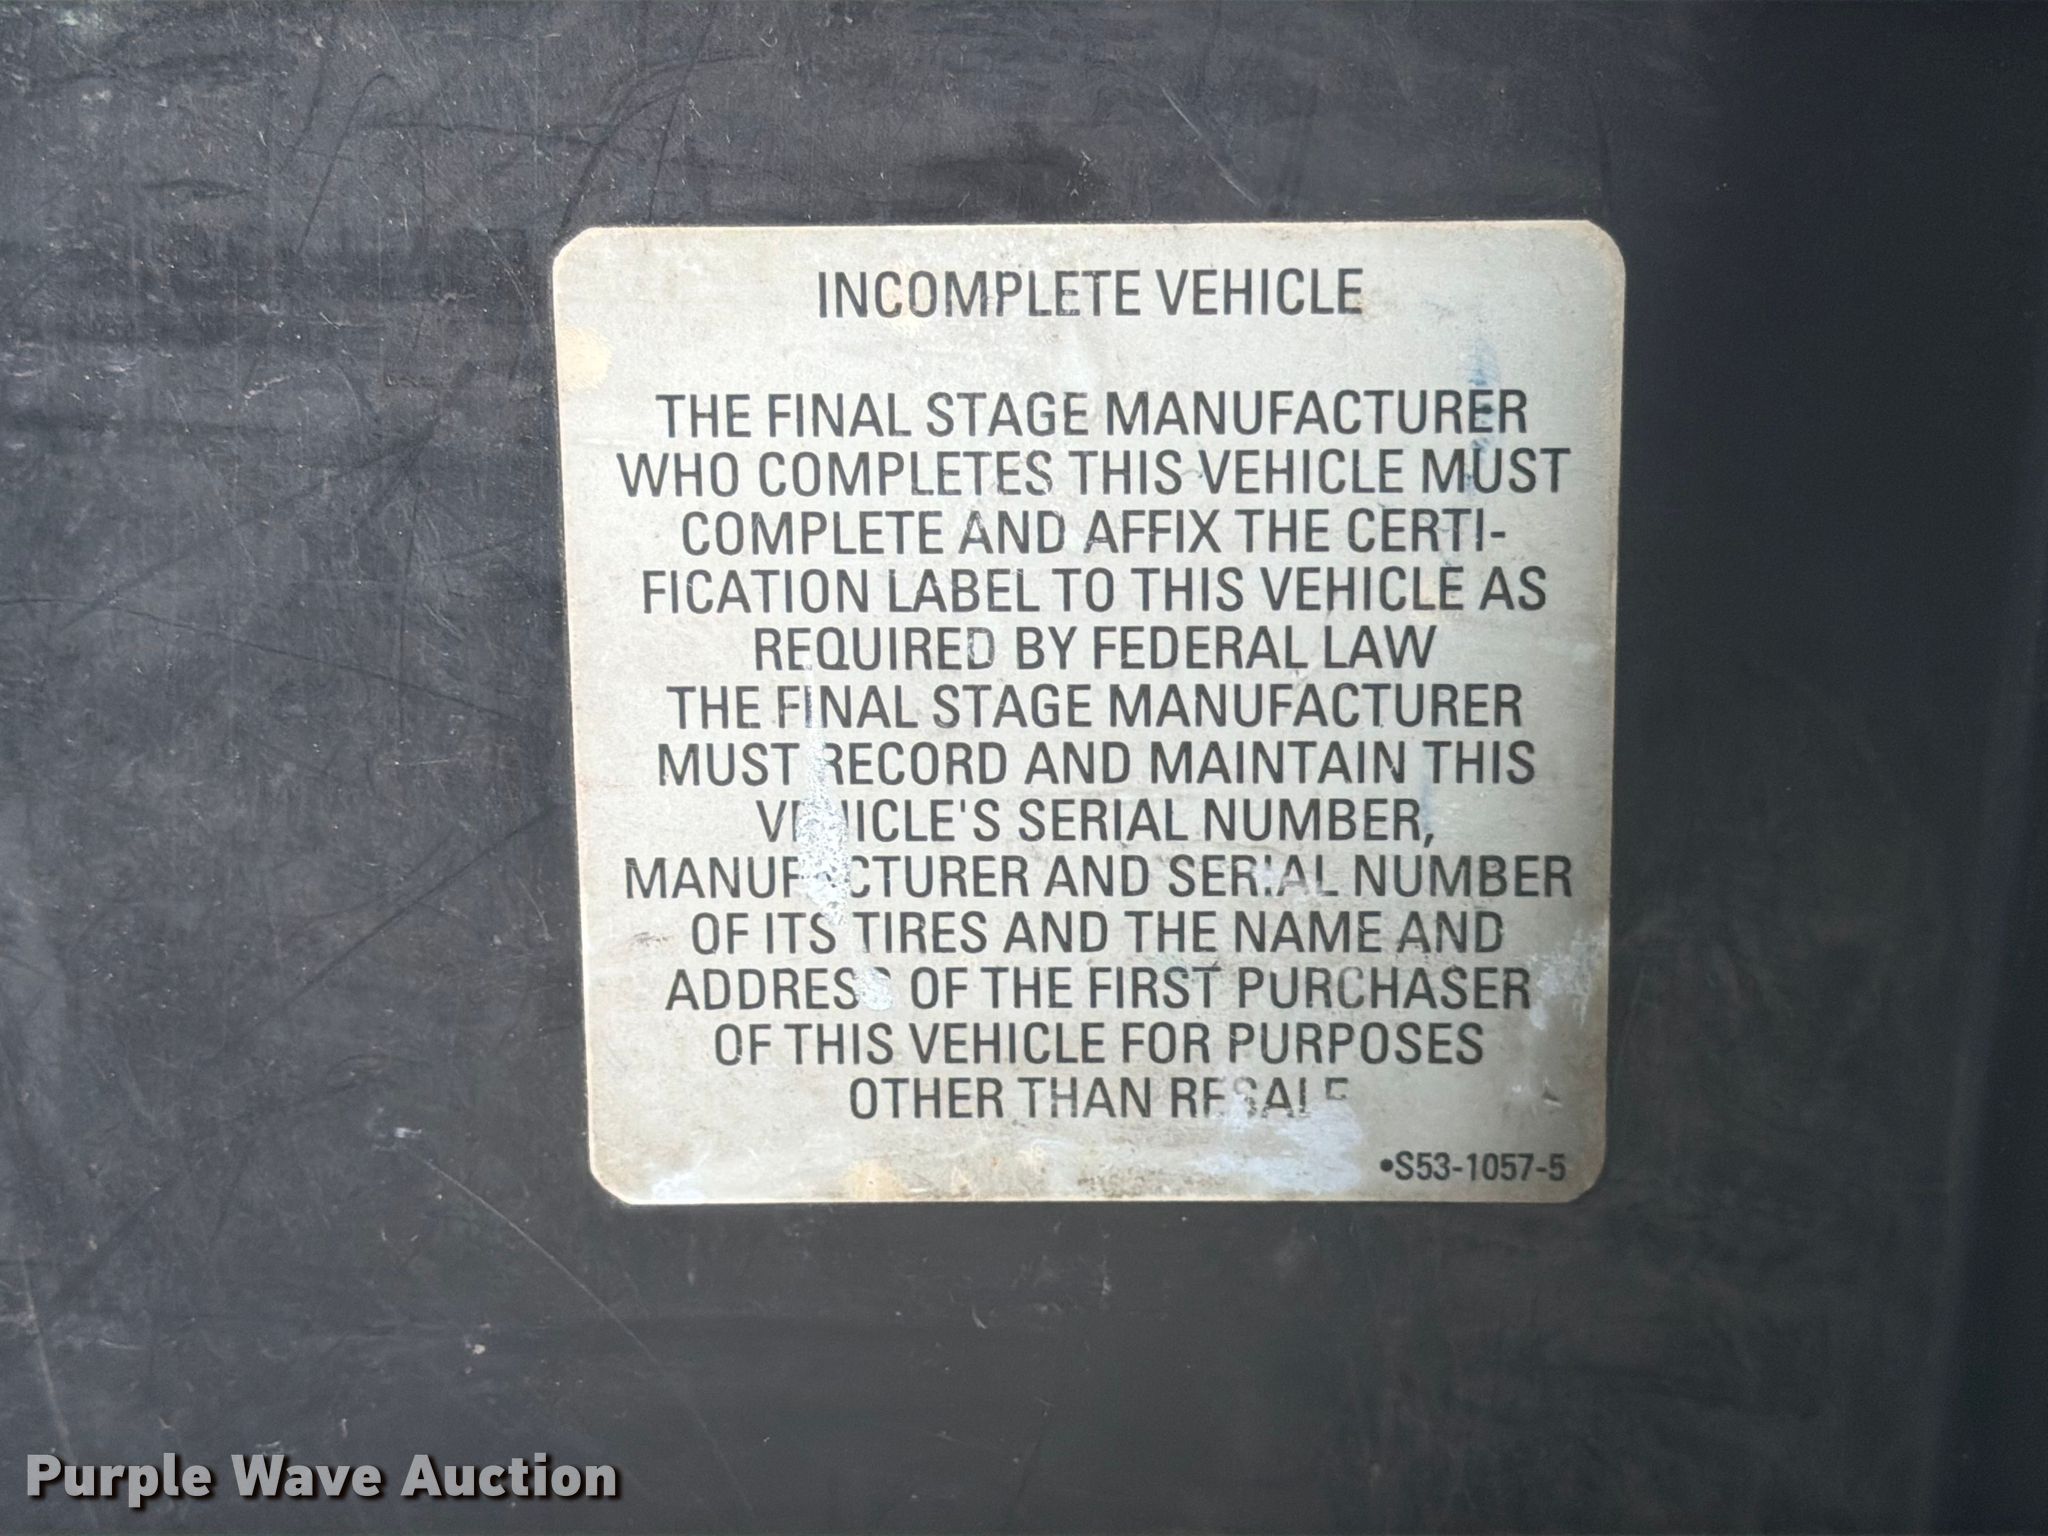 INCOMPLETE VEHICLE
THE FINAL STAGE MANUFACTURER
WHO COMPLETES THIS VEHICLE MUST
COMPLETE AND AFFIX THE CERTI-
FICATION LABEL TO THIS VEHICLE AS
REQUIRED BY FEDERAL LAW
THE FINAL STAGE MANUFACTURER
MUST RECORD AND MAINTAIN THIS
VEHICLE'S SERIAL NUMBER,
MANUFACTURER AND SERIAL NUMBER
OF ITS TIRES AND THE NAME AND
ADDRESS OF THE FIRST PURCHASER
OF THIS VEHICLE FOR PURPOSES
OTHER THAN RESALE
•S53-1057-5
Purple Wave Auction